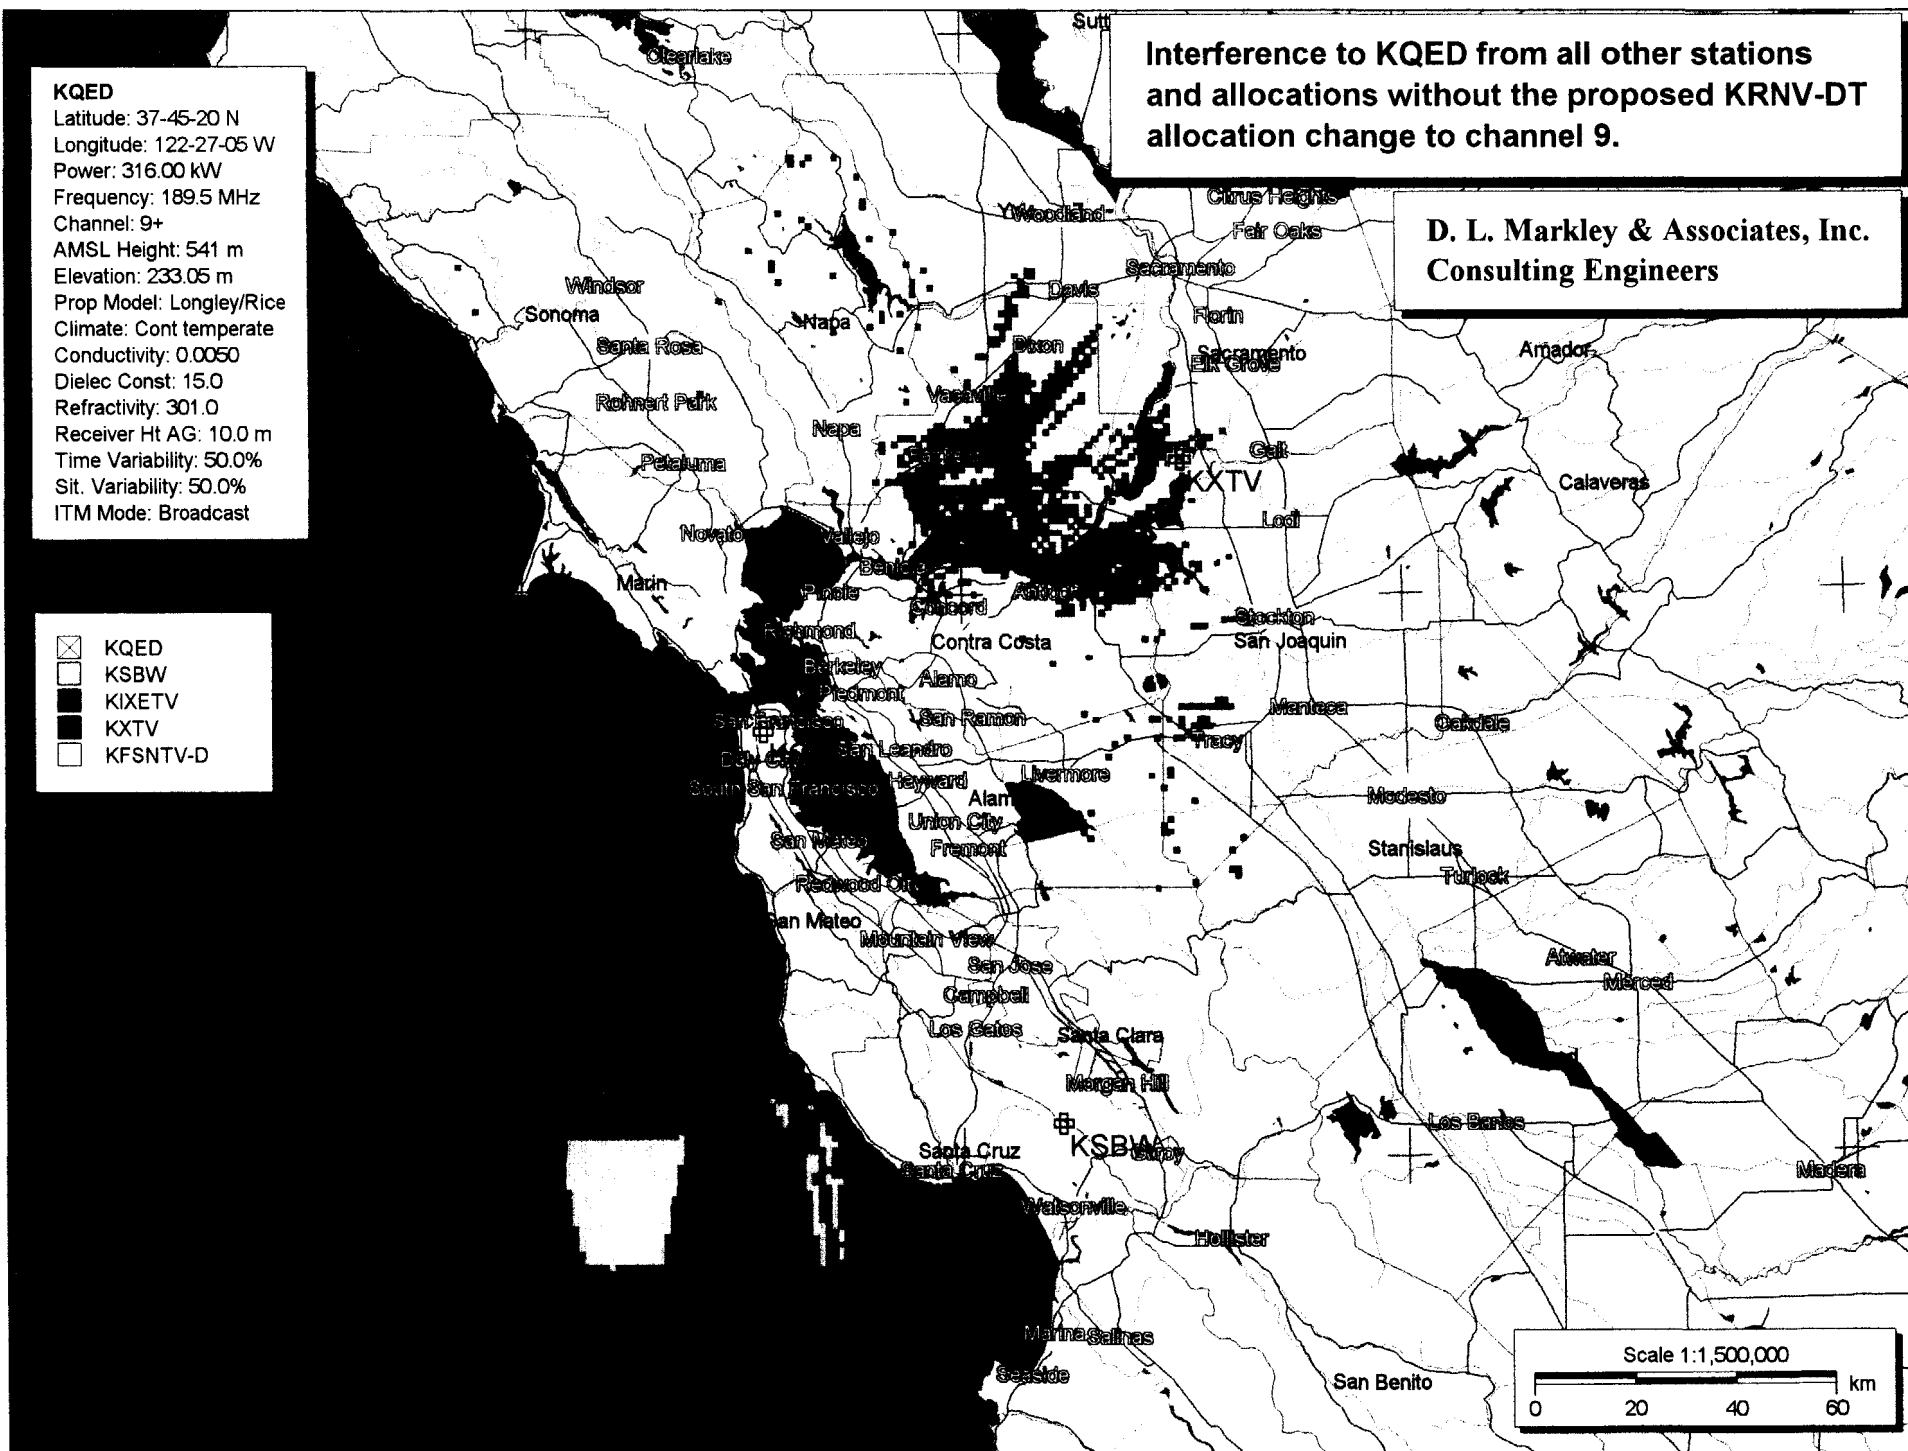 Interference to KQED from all other stations
and allocations without the proposed KRNV-DT
allocation change to channel 9.
D. L. Markley & Associates, Inc.
Consulting Engineers
KQED
Latitude: 37-45-20 N
Longitude: 122-27-05 W
Power: 316.00 kW
Frequency: 189.5 MHz
Channel: 9+
AMSL Height: 541 m
Elevation: 233.05 m
Prop Model: Longley/Rice
Climate: Cont temperate
Conductivity: 0.0050
Dielec Const: 15.0
Refractivity: 301.0
Receiver Ht AG: 10.0 m
Time Variability: 50.0%
Sit. Variability: 50.0%
ITM Mode: Broadcast
KQED
KSBW
KIXETV
KXTV
KFSNTV-D
Sutt
Clearlake
Citrus Heights
Woodland
Fair Oaks
Sacramento
Windsor
Davis
Sonoma
Napa
Florin
Santa Rosa
Dixon
Sacramento
Elk Grove
Amador
Vacaville
Rohnert Park
Napa
Galt
Petaluma
KXTV
Calaveras
Lodi
Novato
Vallejo
Marin
Pinole
Concord
Stockton
Richmond
Contra Costa
San Joaquin
Berkeley
Alamo
Piedmont
San Ramon
Manteca
San Francisco
Oakdale
Tracy
San Leandro
Livermore
Hayward
South San Francisco
Alam
Modesto
Union City
San Mateo
Fremont
Stanislaus
Turlock
Redwood Cit
San Mateo
Mountain View
San Jose
Atwater
Merced
Campbell
Los Gatos
Santa Clara
Morgan Hill
Los Banos
KSBW
Santa Cruz
Santa Cruz
Madera
Watsonville
Hollister
Marina
Salinas
Seaside
San Benito
Scale 1:1,500,000
km
0 20 40 60